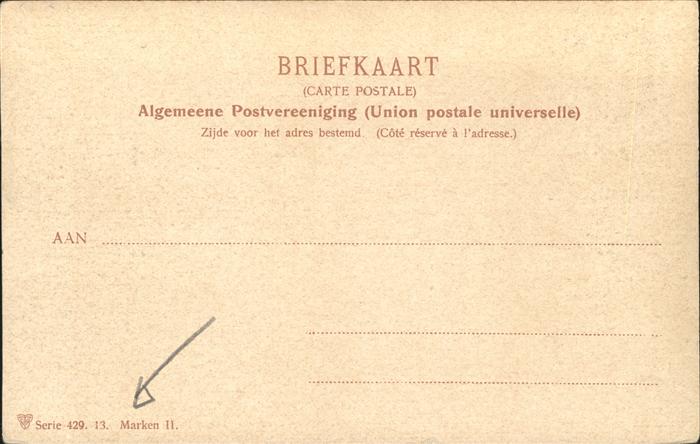 BRIEFKAART
(CARTE POSTALE)
Algemeene Postvereeniging (Union postale universelle)
Zijde voor het adres bestemd (Côté réservé à l'adresse.)
AAN
Serie 429. 13. Marken II.